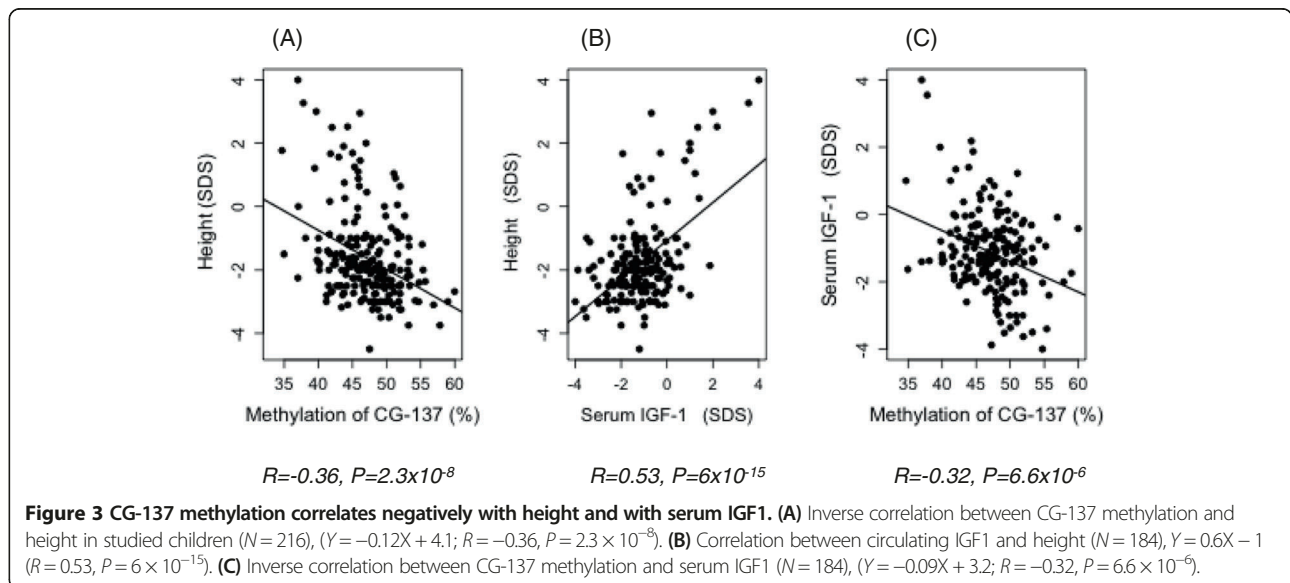 (A) (B) (C)
Height (SDS)
4
2
0
-2
-4
35 40 45 50 55 60
Methylation of CG-137 (%)
Height (SDS)
4
2
0
-2
-4
-4 -2 0 2 4
Serum IGF-1 (SDS)
Serum IGF-1 (SDS)
4
2
0
-2
-4
35 40 45 50 55 60
Methylation of CG-137 (%)
R=-0.36, P=2.3x10⁻⁸ R=0.53, P=6x10⁻¹⁵ R=-0.32, P=6.6x10⁻⁶
Figure 3 CG-137 methylation correlates negatively with height and with serum IGF1. (A) Inverse correlation between CG-137 methylation and
height in studied children (N = 216), (Y = −0.12X + 4.1; R = −0.36, P = 2.3 × 10⁻⁸). (B) Correlation between circulating IGF1 and height (N = 184), Y = 0.6X − 1
(R = 0.53, P = 6 × 10⁻¹⁵). (C) Inverse correlation between CG-137 methylation and serum IGF1 (N = 184), (Y = −0.09X + 3.2; R = −0.32, P = 6.6 × 10⁻⁶).